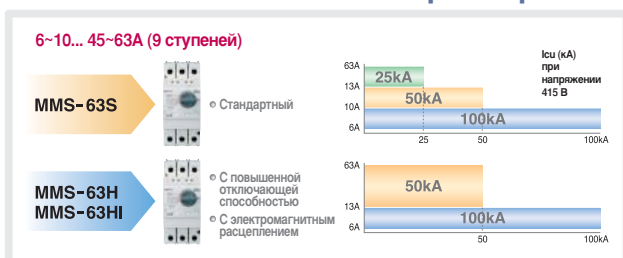 6~10... 45~63А (9 ступеней)
MMS-63S
Стандартный
63A
13A
10A
6A
25kA
50kA
100kA
25
50
100kA
Icu (кА)
при
напряжении
415 В
MMS-63H
MMS-63HI
С повышенной
отключающей
способностью
С электромагнитным
расцеплением
63A
13A
6A
50kA
100kA
50
100kA